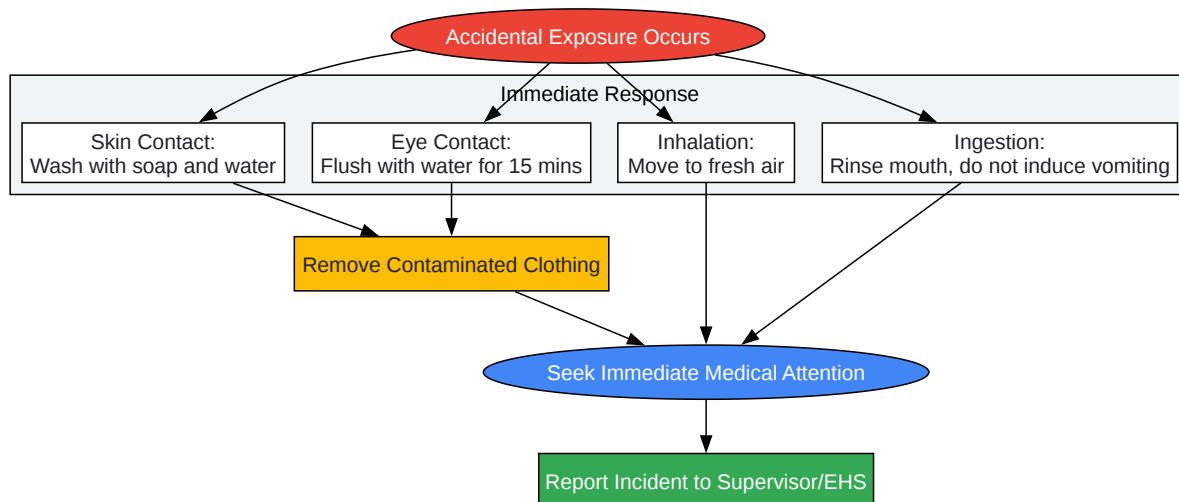 Accidental Exposure Occurs
Immediate Response
Skin Contact:
Wash with soap and water
Eye Contact:
Flush with water for 15 mins
Inhalation:
Move to fresh air
Ingestion:
Rinse mouth, do not induce vomiting
Remove Contaminated Clothing
Seek Immediate Medical Attention
Report Incident to Supervisor/EHS